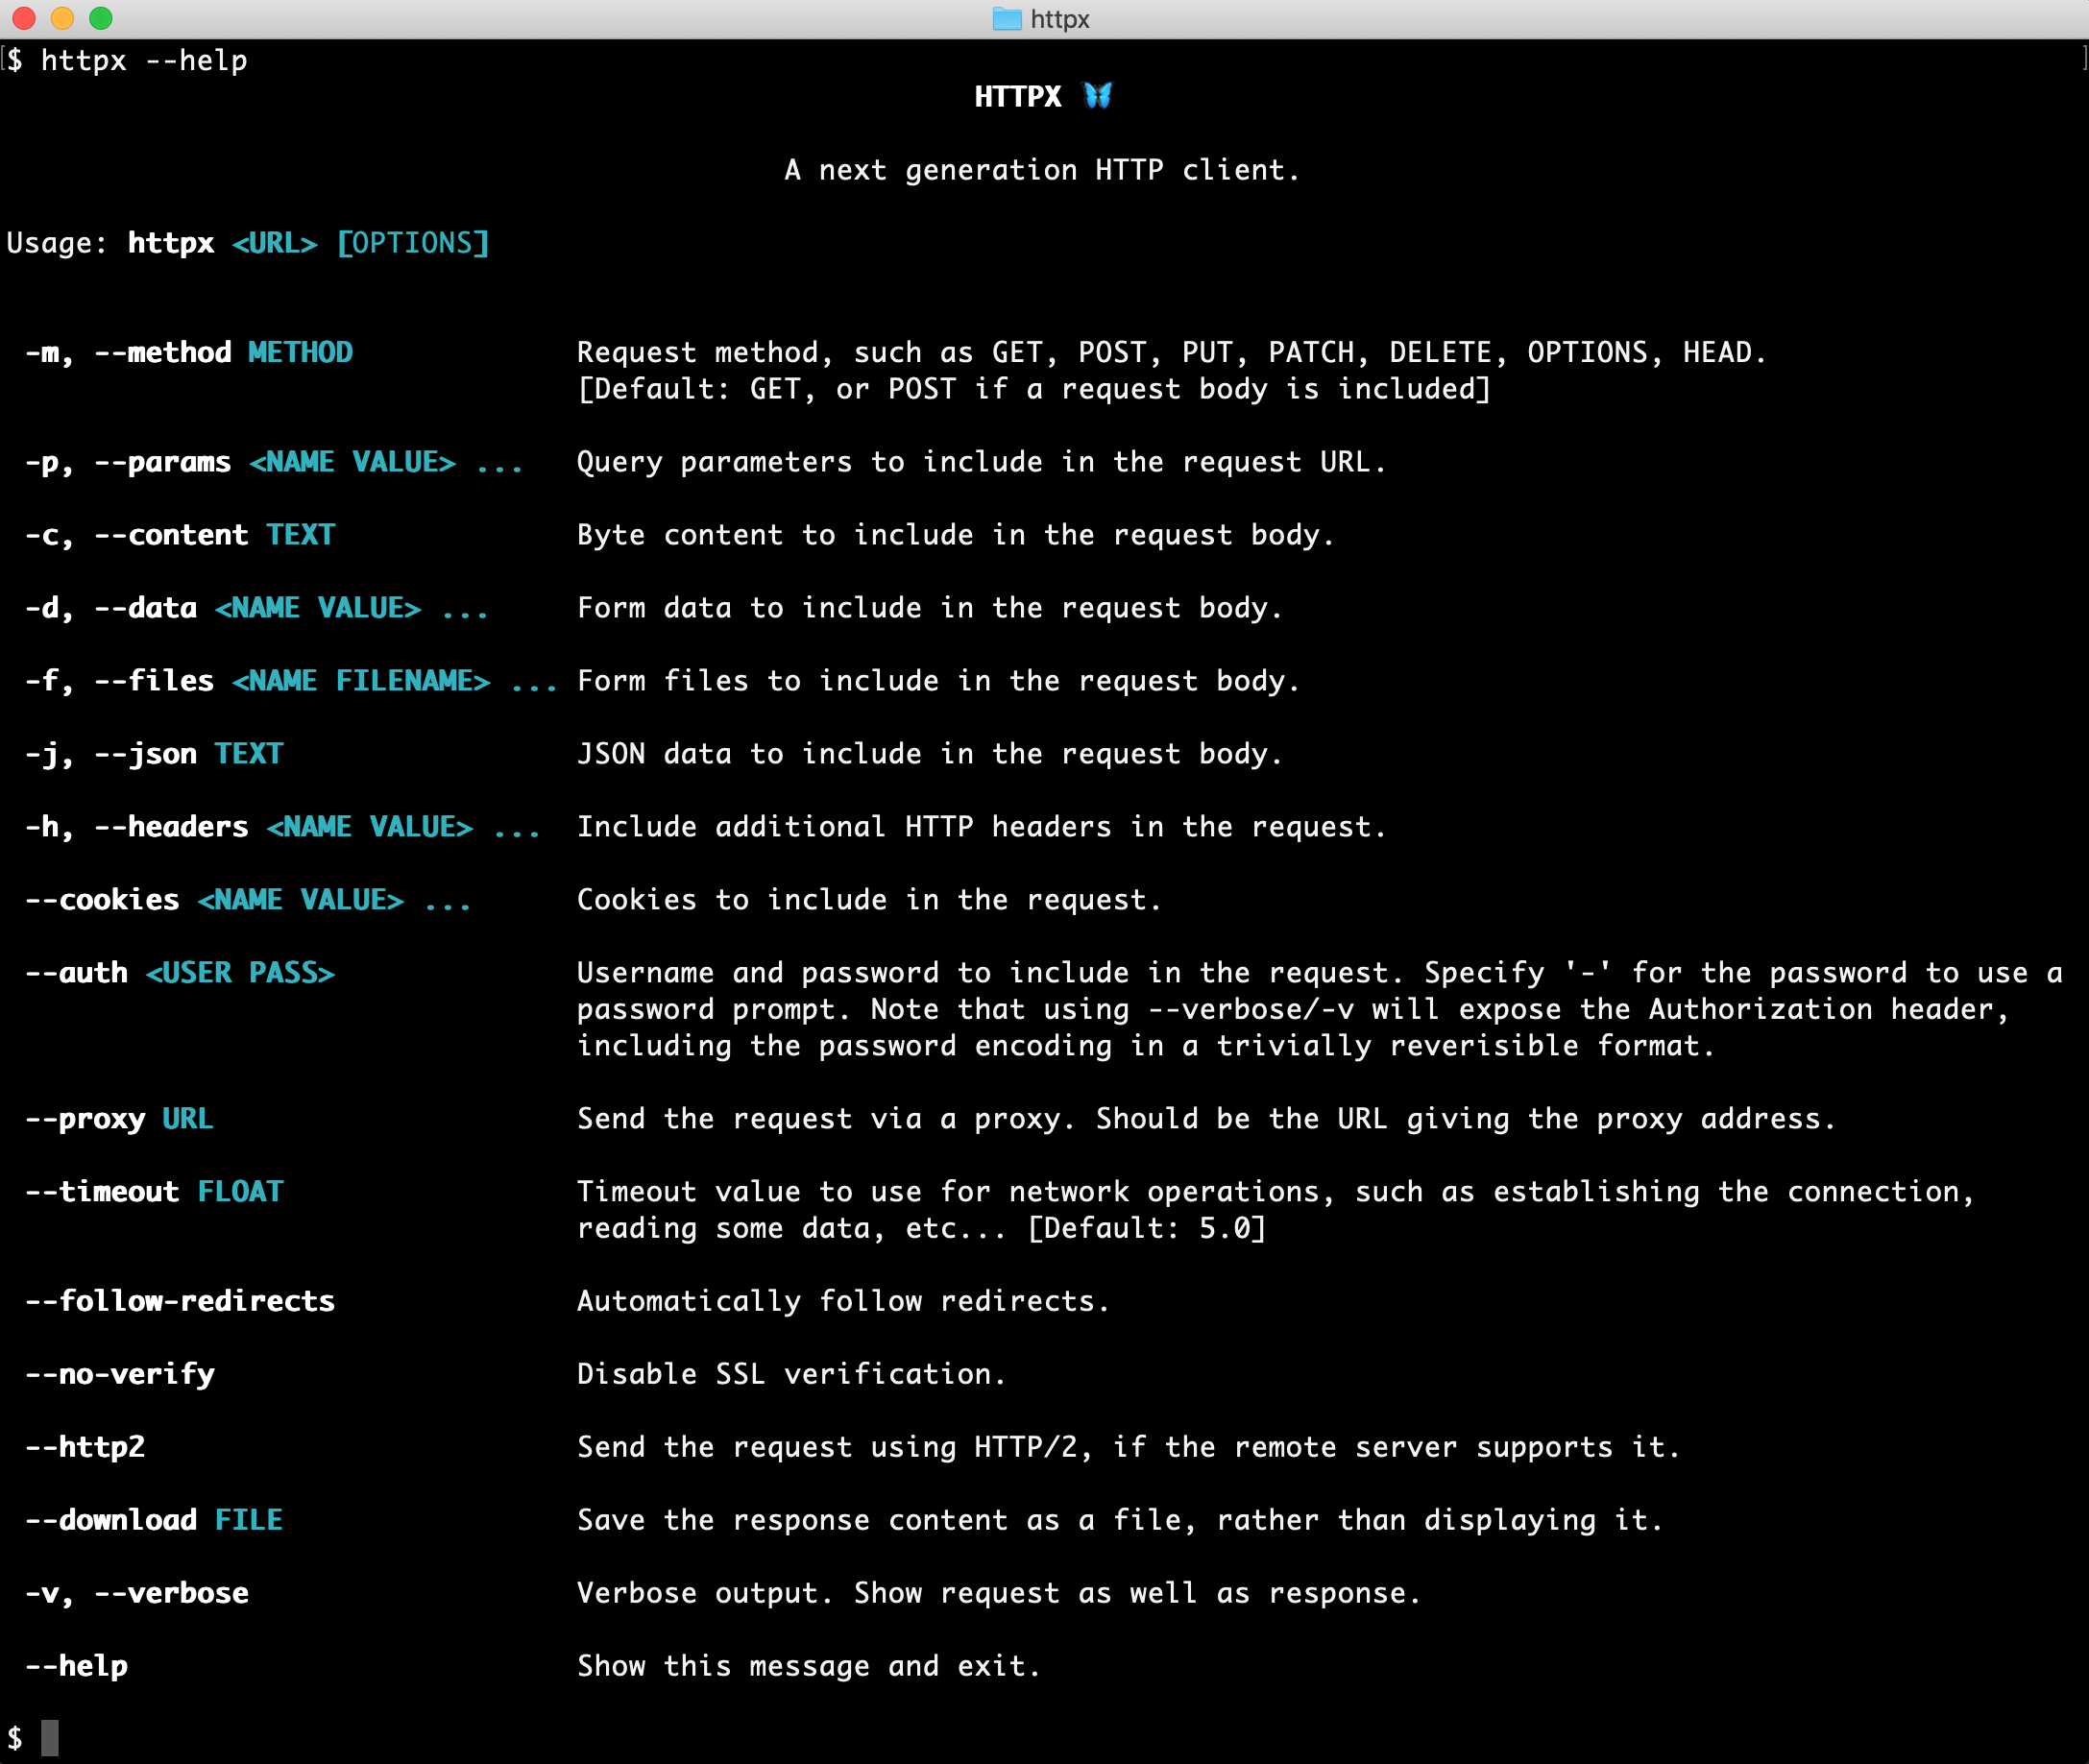 httpx
$ httpx --help
HTTPX 🦋
A next generation HTTP client.
Usage: httpx <URL> [OPTIONS]
-m, --method METHOD Request method, such as GET, POST, PUT, PATCH, DELETE, OPTIONS, HEAD.
[Default: GET, or POST if a request body is included]
-p, --params <NAME VALUE> ... Query parameters to include in the request URL.
-c, --content TEXT Byte content to include in the request body.
-d, --data <NAME VALUE> ... Form data to include in the request body.
-f, --files <NAME FILENAME> ... Form files to include in the request body.
-j, --json TEXT JSON data to include in the request body.
-h, --headers <NAME VALUE> ... Include additional HTTP headers in the request.
--cookies <NAME VALUE> ... Cookies to include in the request.
--auth <USER PASS> Username and password to include in the request. Specify '-' for the password to use a
password prompt. Note that using --verbose/-v will expose the Authorization header,
including the password encoding in a trivially reverisible format.
--proxy URL Send the request via a proxy. Should be the URL giving the proxy address.
--timeout FLOAT Timeout value to use for network operations, such as establishing the connection,
reading some data, etc... [Default: 5.0]
--follow-redirects Automatically follow redirects.
--no-verify Disable SSL verification.
--http2 Send the request using HTTP/2, if the remote server supports it.
--download FILE Save the response content as a file, rather than displaying it.
-v, --verbose Verbose output. Show request as well as response.
--help Show this message and exit.
$